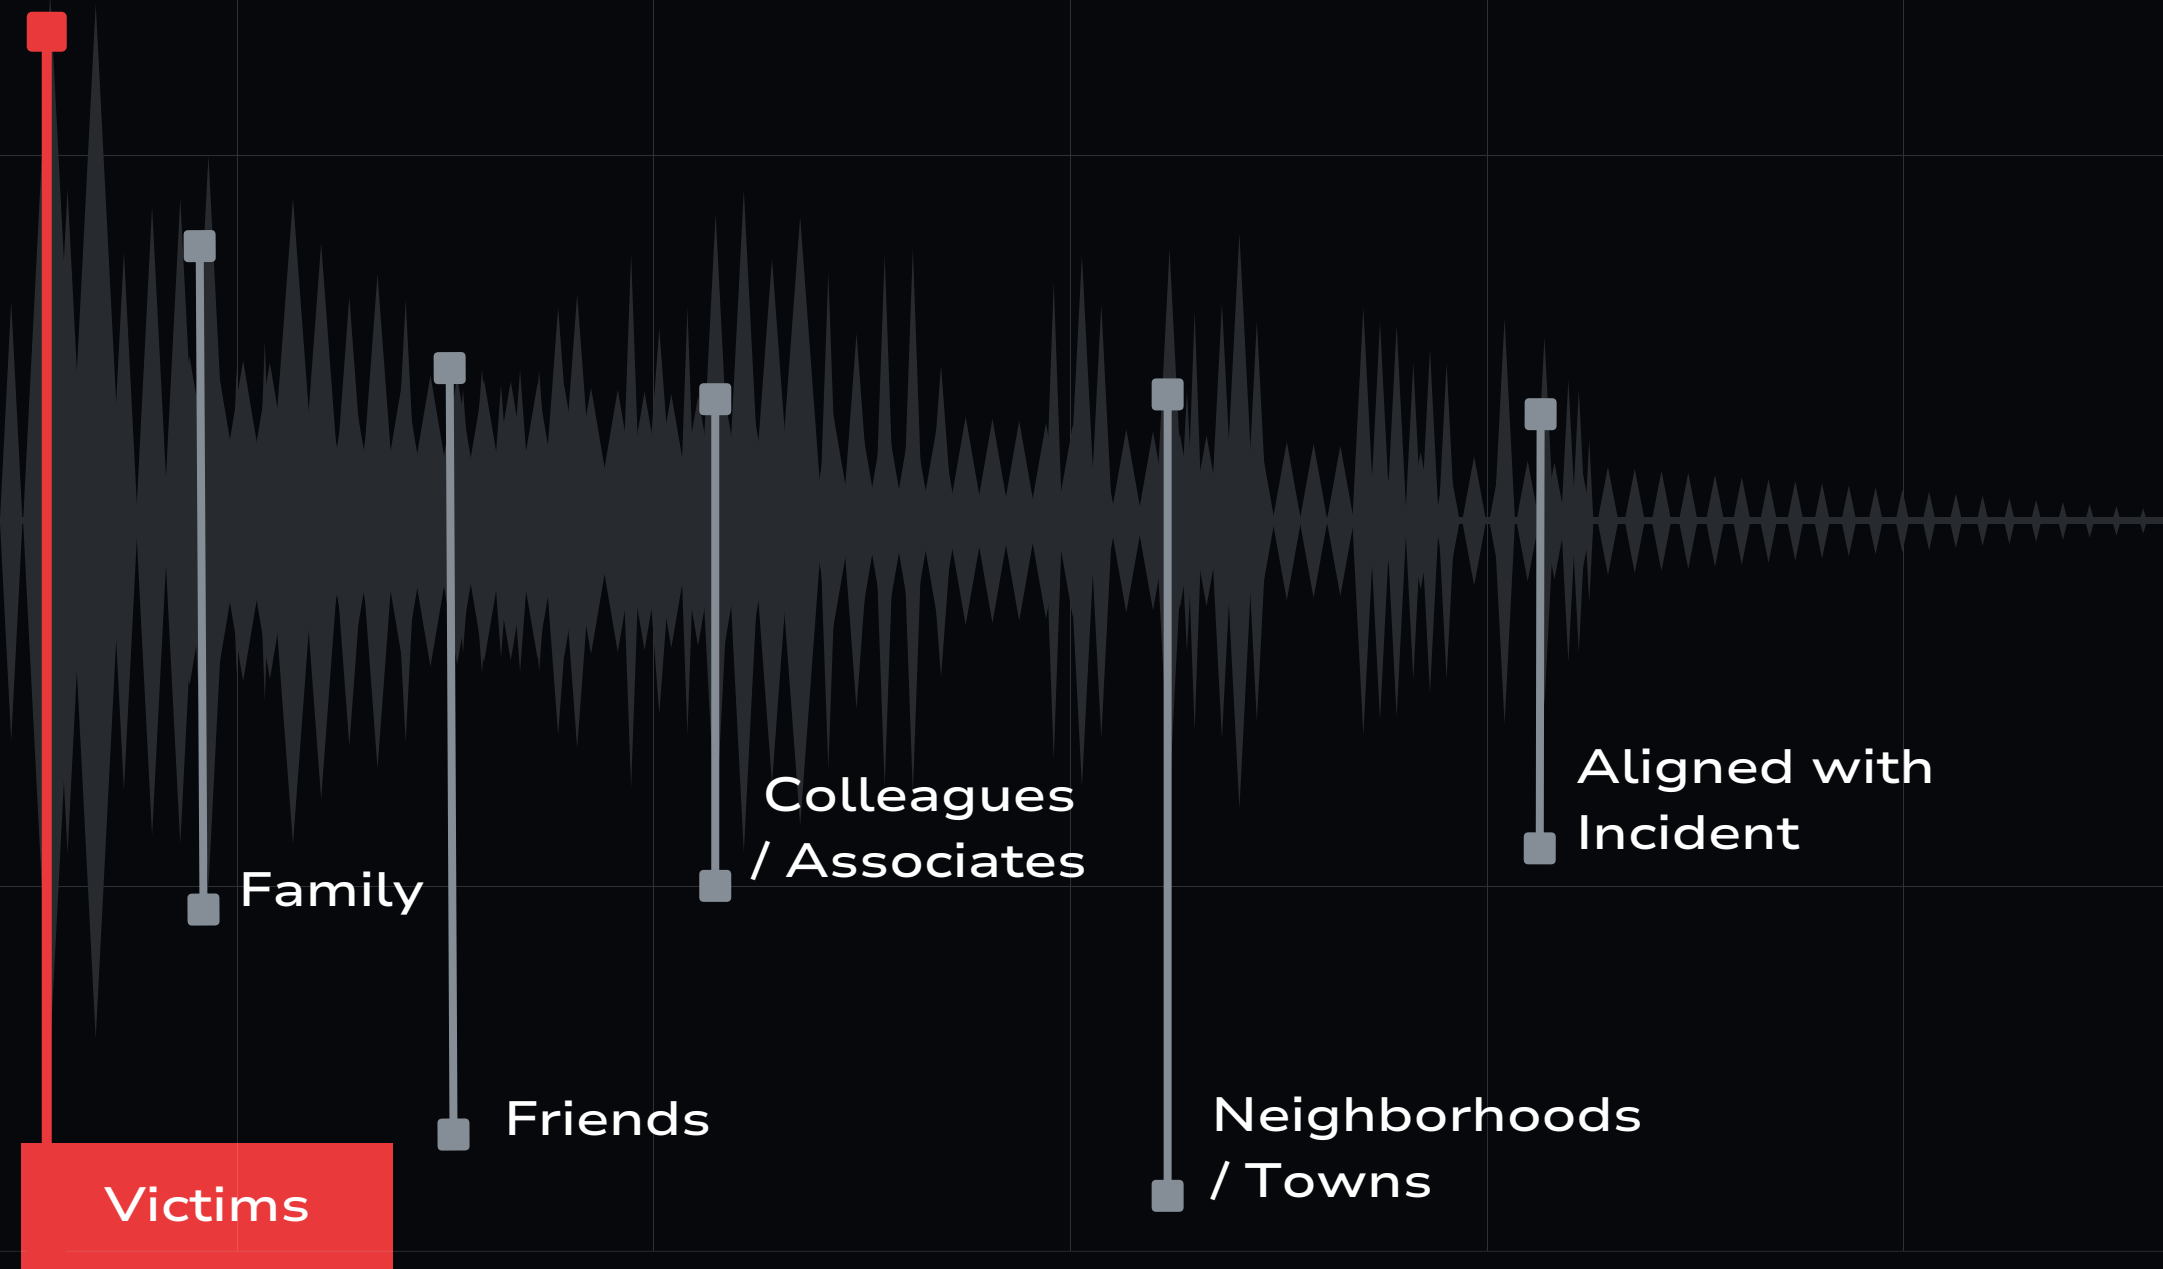 Victims
Family
Friends
Colleagues
/ Associates
Neighborhoods
/ Towns
Aligned with
Incident